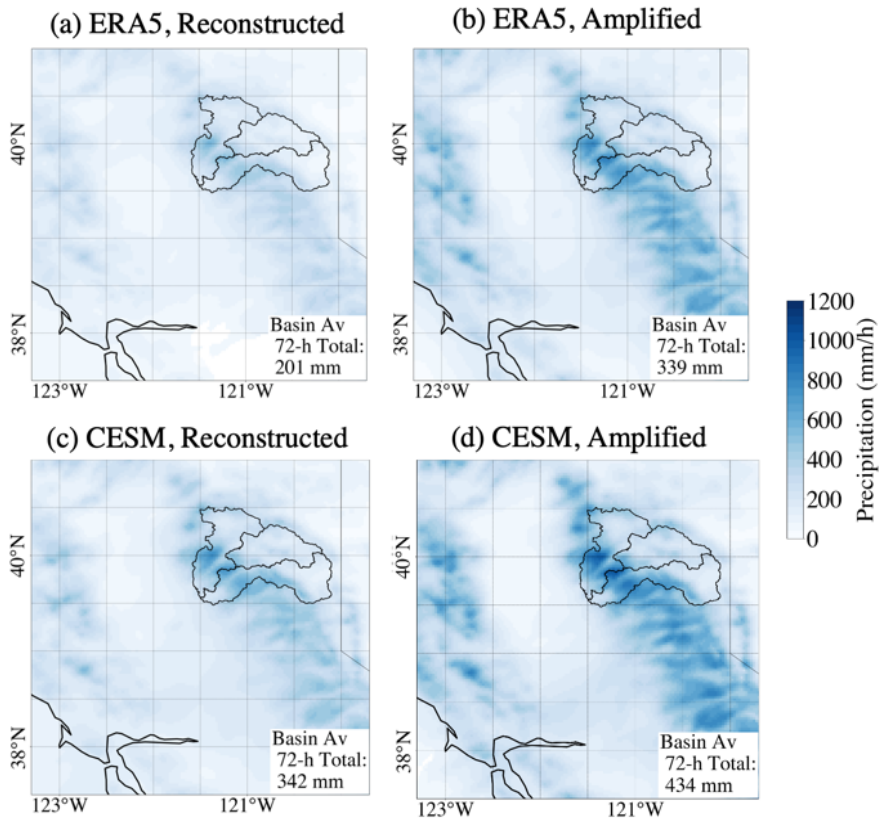 (a) ERA5, Reconstructed
(b) ERA5, Amplified
40°N
38°N
123°W
121°W
Basin Av
72-h Total:
201 mm
40°N
38°N
121°W
Basin Av
72-h Total:
339 mm
(c) CESM, Reconstructed
(d) CESM, Amplified
40°N
38°N
123°W
121°W
Basin Av
72-h Total:
342 mm
40°N
38°N
123°W
121°W
Basin Av
72-h Total:
434 mm
1200
1000
800
600
400
200
0
Precipitation (mm/h)